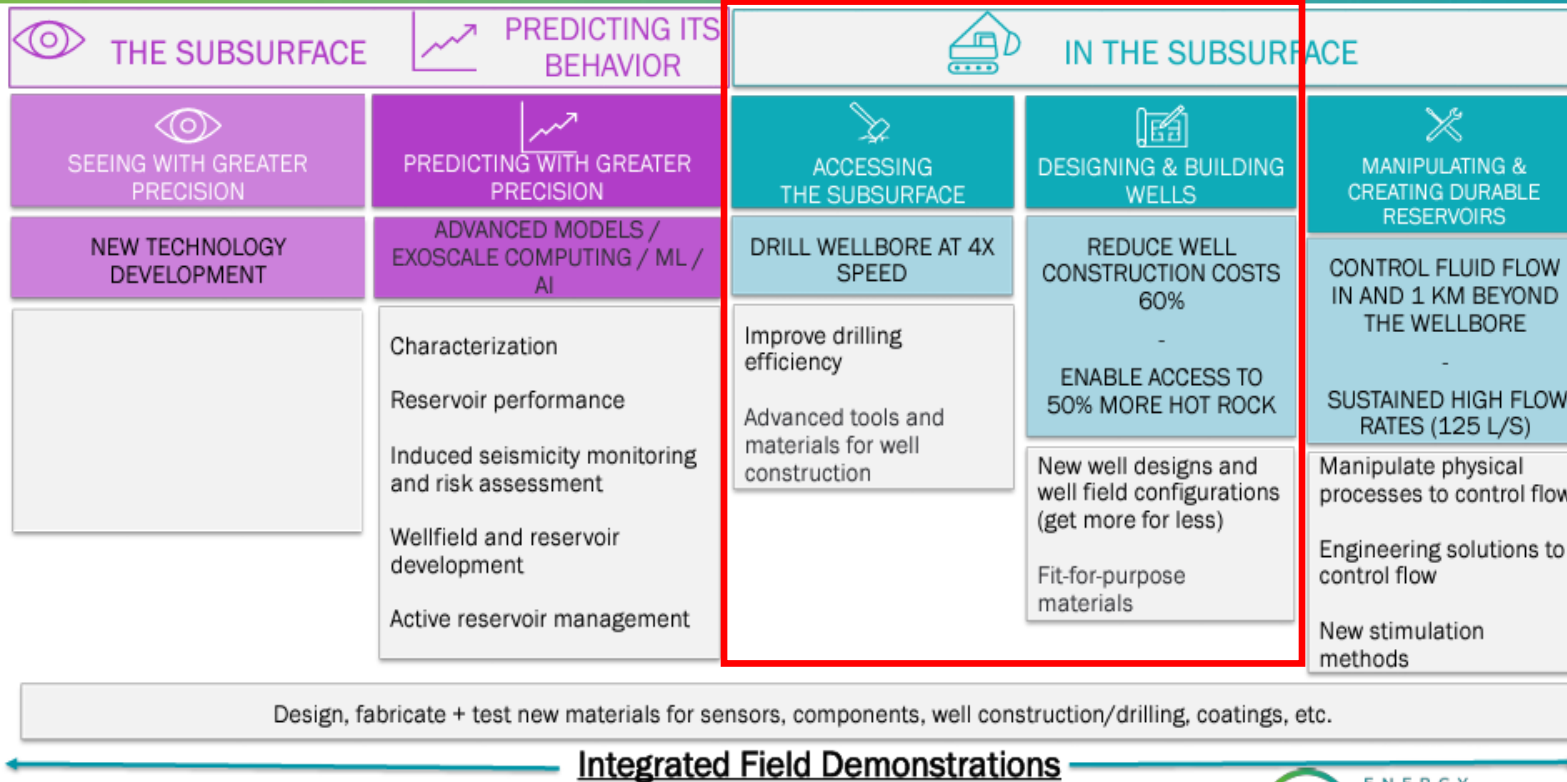 THE SUBSURFACE
PREDICTING ITS
BEHAVIOR
IN THE SUBSURFACE
SEEING WITH GREATER
PRECISION
NEW TECHNOLOGY
DEVELOPMENT
PREDICTING WITH GREATER
PRECISION
ADVANCED MODELS /
EXOSCALE COMPUTING / ML /
AI
Characterization
Reservoir performance
Induced seismicity monitoring
and risk assessment
Wellfield and reservoir
development
Active reservoir management
ACCESSING
THE SUBSURFACE
DRILL WELLBORE AT 4X
SPEED
Improve drilling
efficiency
Advanced tools and
materials for well
construction
DESIGNING & BUILDING
WELLS
REDUCE WELL
CONSTRUCTION COSTS
60%
-
ENABLE ACCESS TO
50% MORE HOT ROCK
New well designs and
well field configurations
(get more for less)
Fit-for-purpose
materials
MANIPULATING &
CREATING DURABLE
RESERVOIRS
CONTROL FLUID FLOW
IN AND 1 KM BEYOND
THE WELLBORE
-
SUSTAINED HIGH FLOW
RATES (125 L/S)
Manipulate physical
processes to control flow
Engineering solutions to
control flow
New stimulation
methods
Design, fabricate + test new materials for sensors, components, well construction/drilling, coatings, etc.
Integrated Field Demonstrations